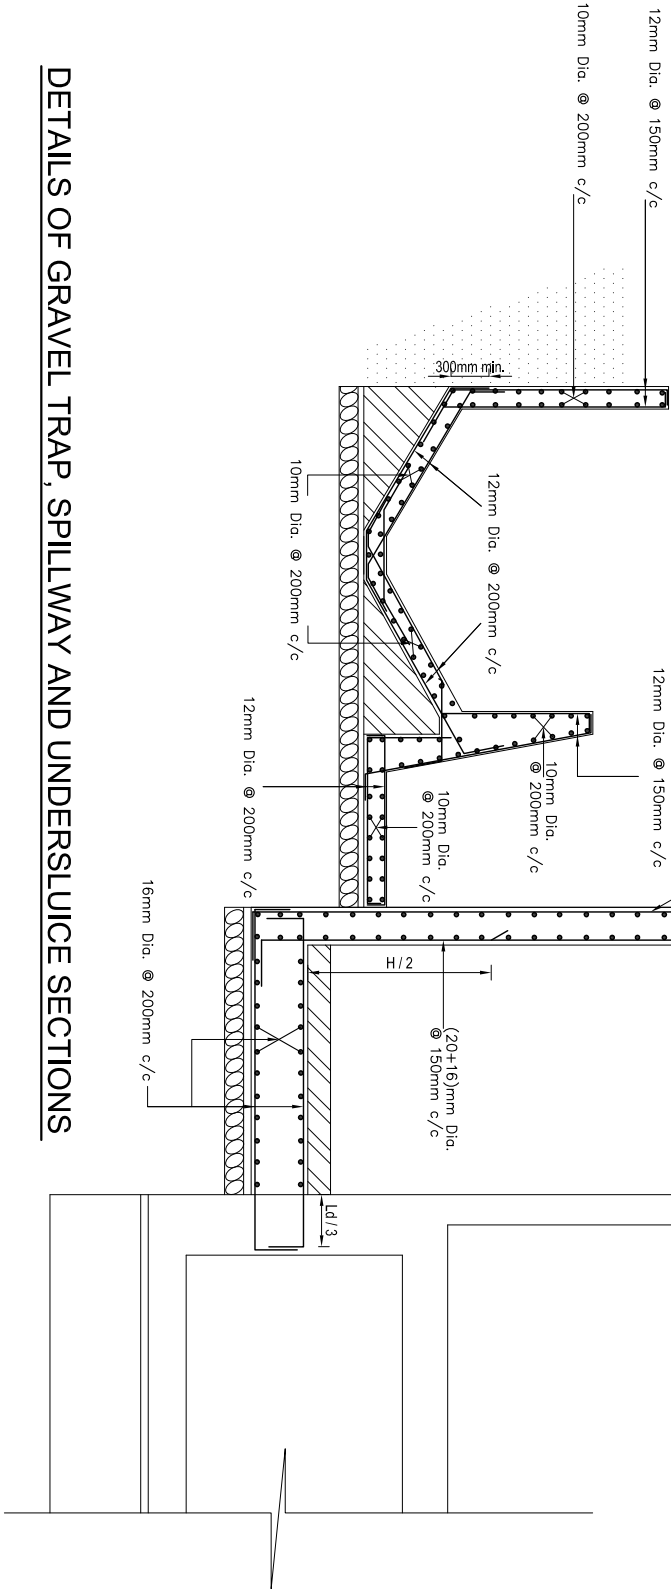 12mm Dia. @ 150mm c/c
10mm Dia. @ 200mm c/c
300mm min.
12mm Dia. @ 200mm c/c
10mm Dia. @ 200mm c/c
12mm Dia. @ 150mm c/c
10mm Dia.
@ 200mm c/c
10mm Dia.
@ 200mm c/c
12mm Dia. @ 200mm c/c
H / 2
(20+16)mm Dia.
@ 150mm c/c
16mm Dia. @ 200mm c/c
Ld / 3
DETAILS OF GRAVEL TRAP, SPILLWAY AND UNDERSLUICE SECTIONS